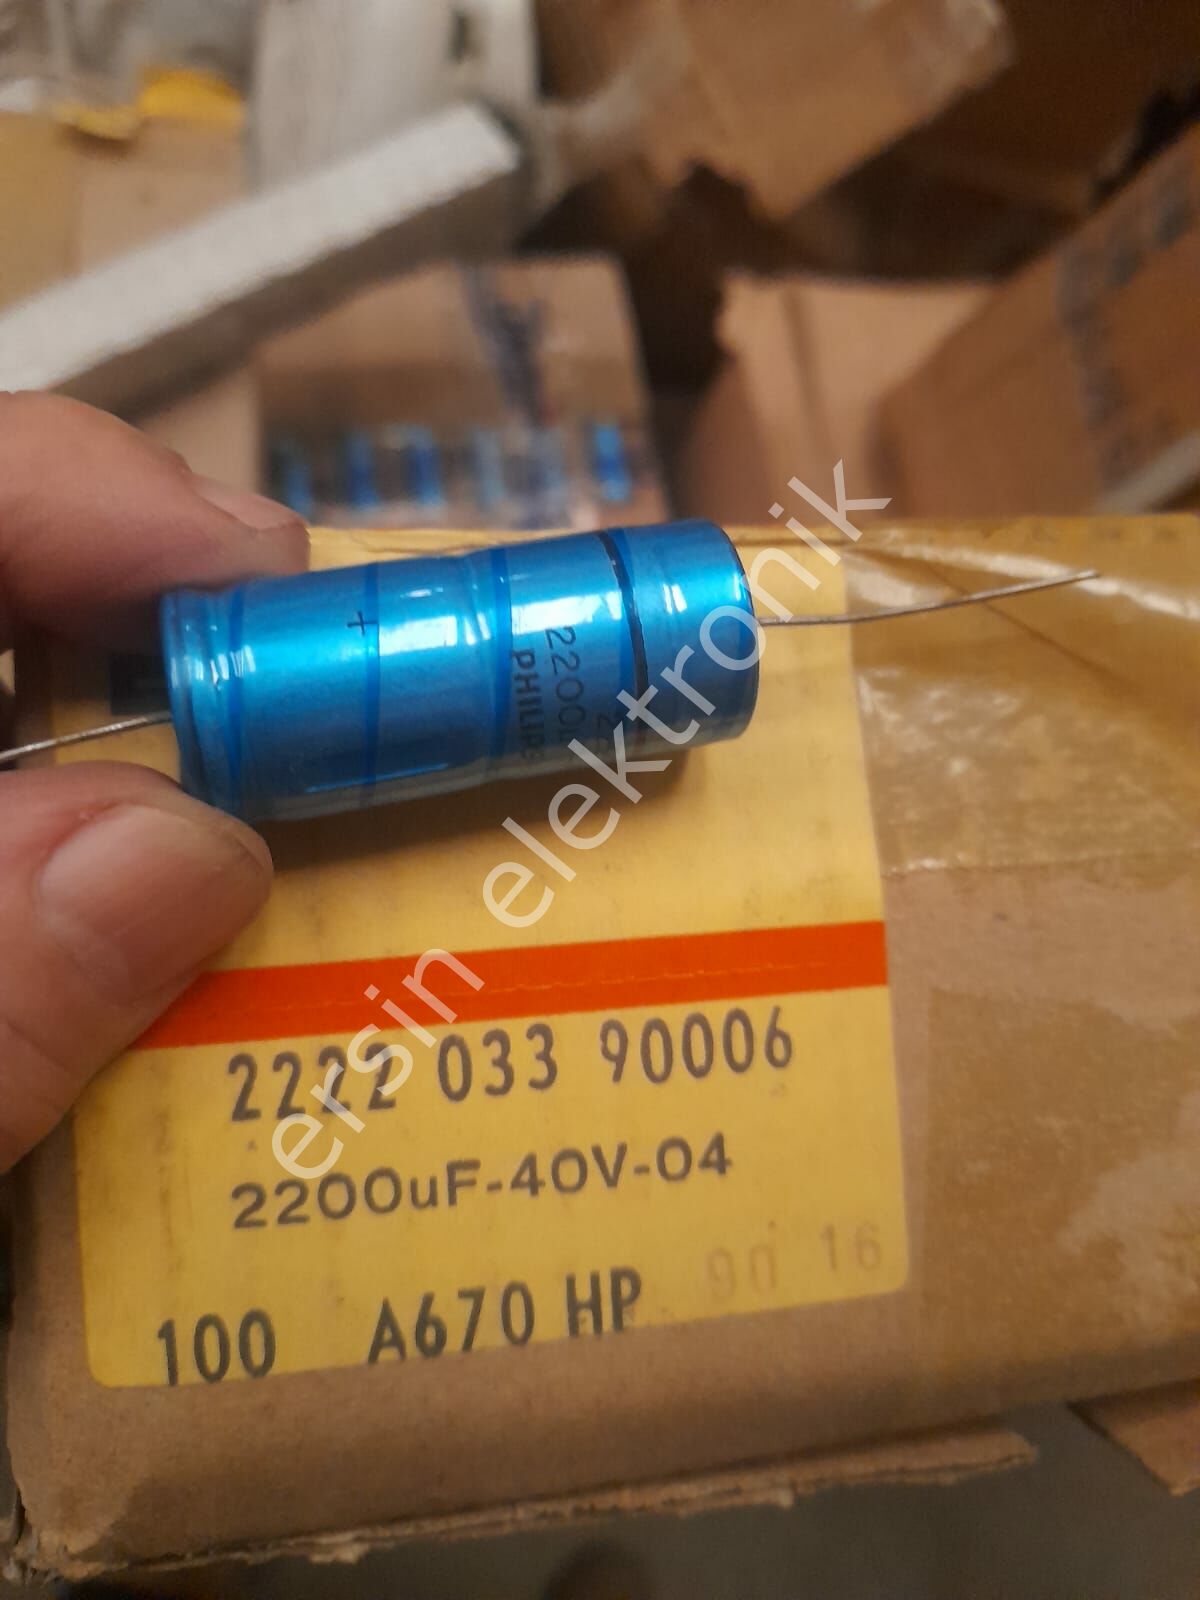 +
2200
PHILIPS
ersin elektronik
2222 033 90006
2200uF-40V-04
90 16
100 A670 HP